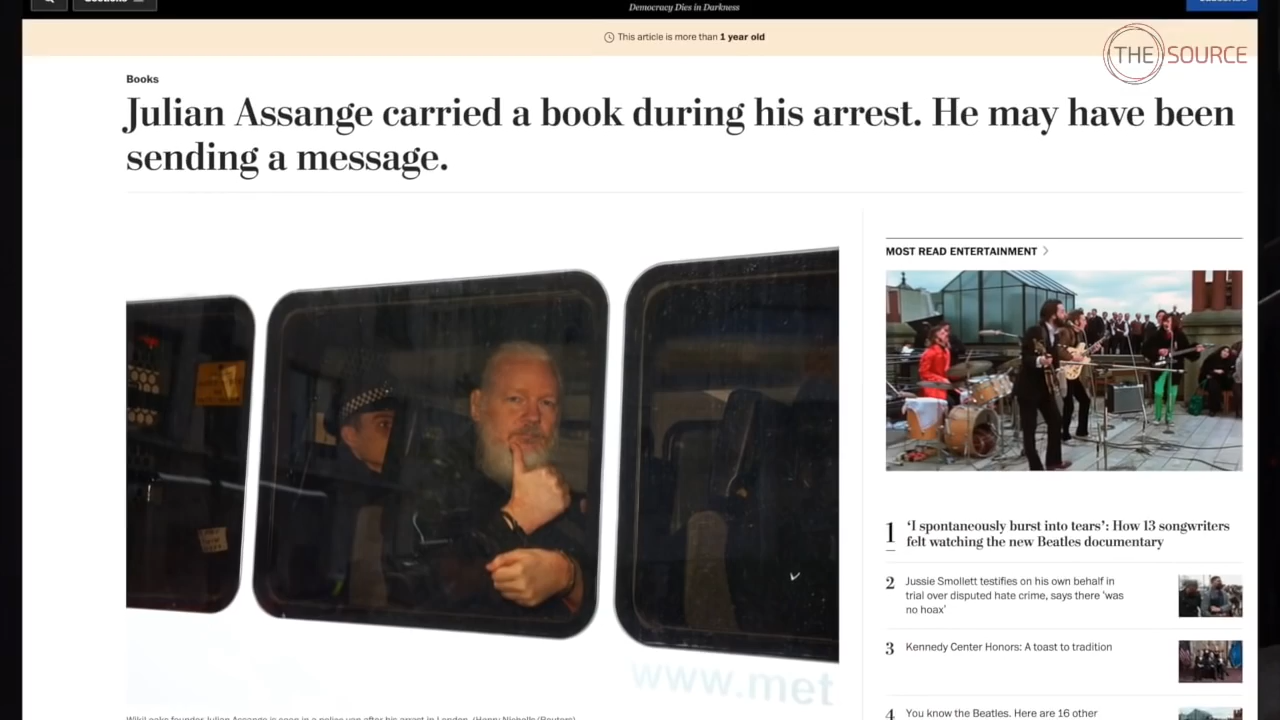 Democracy Dies in Darkness
This article is more than 1 year old
THE SOURCE
Books
Julian Assange carried a book during his arrest. He may have been
sending a message.
MOST READ ENTERTAINMENT
www.met
1
‘I spontaneously burst into tears’: How 13 songwriters
felt watching the new Beatles documentary
2
Jussie Smollett testifies on his own behalf in
trial over disputed hate crime, says there ‘was
no hoax’
3
Kennedy Center Honors: A toast to tradition
4
You know the Beatles. Here are 16 other